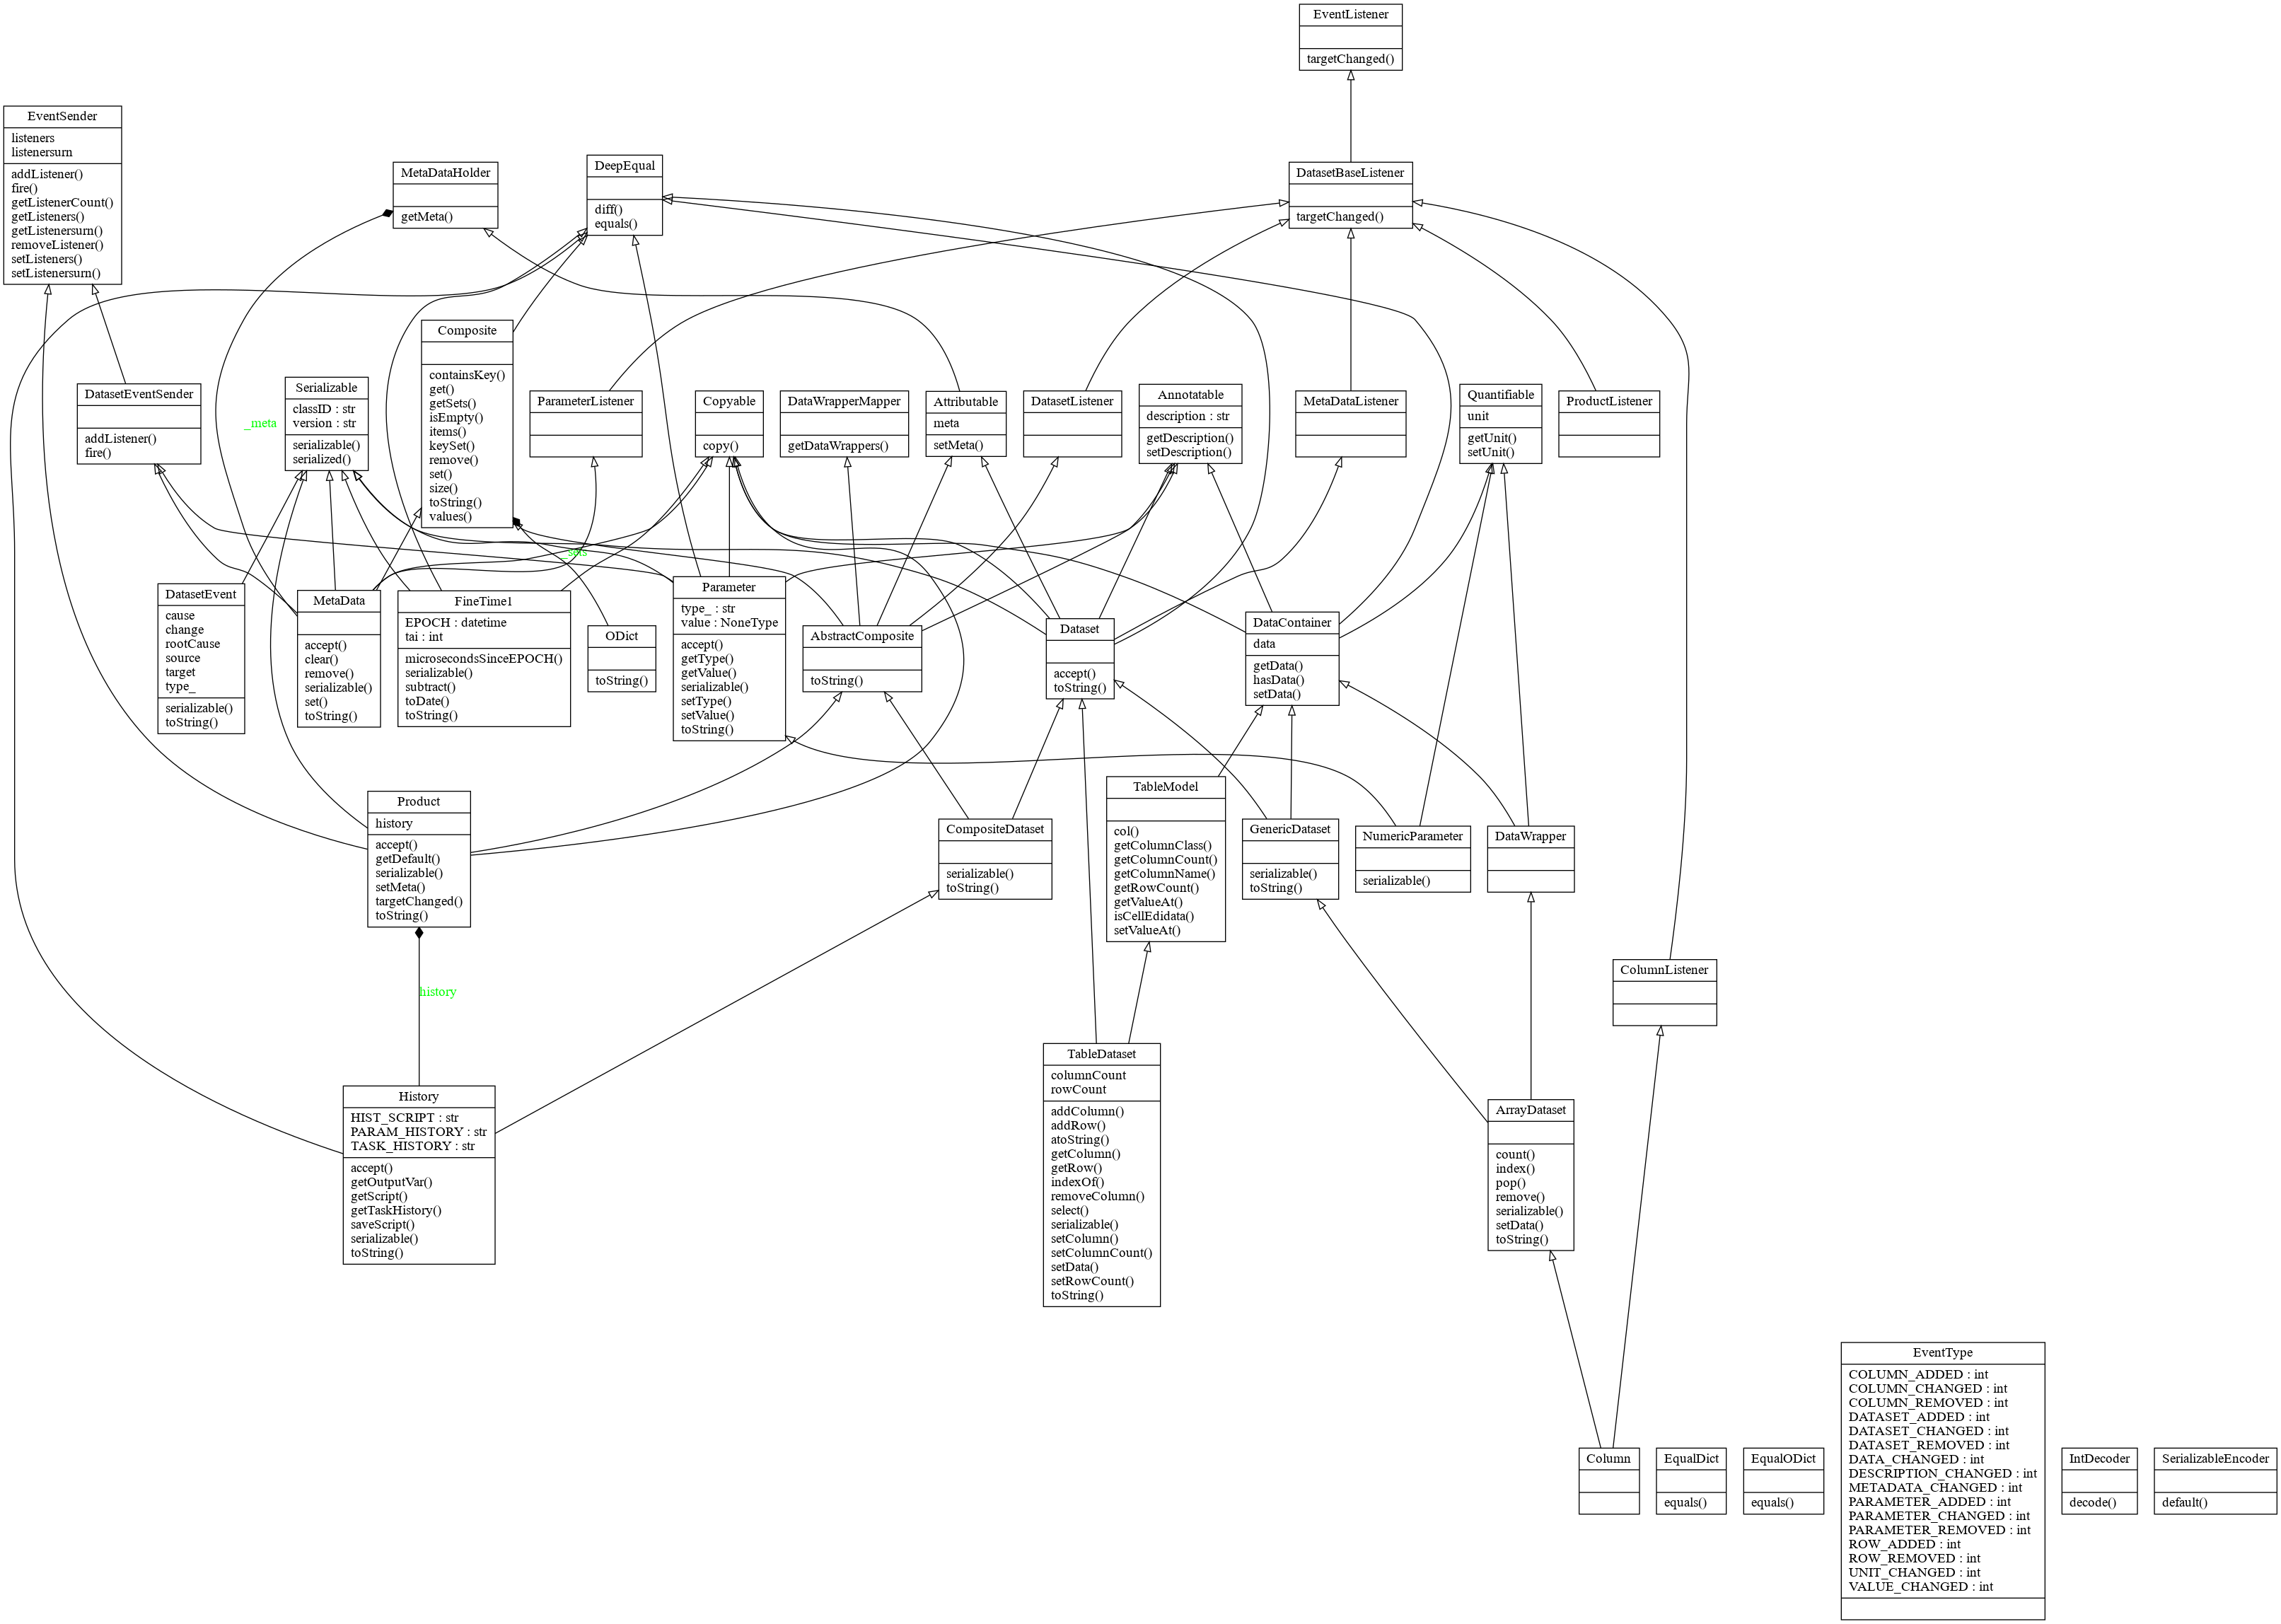 EventListener
targetChanged()
EventSender
listeners
listenersurn
addListener()
fire()
getListenerCount()
getListeners()
getListenersurn()
removeListener()
setListeners()
setListenersurn()
MetaDataHolder
getMeta()
DeepEqual
diff()
equals()
DatasetBaseListener
targetChanged()
DatasetEventSender
addListener()
fire()
_meta
Serializable
classID : str
version : str
serializable()
serialized()
Composite
containsKey()
get()
getSets()
isEmpty()
items()
keySet()
remove()
set()
size()
toString()
values()
ParameterListener
Copyable
copy()
DataWrapperMapper
getDataWrappers()
Attributable
meta
setMeta()
DatasetListener
Annotatable
description : str
getDescription()
setDescription()
MetaDataListener
Quantifiable
unit
getUnit()
setUnit()
ProductListener
_sets
DatasetEvent
cause
change
rootCause
source
target
type_
serializable()
toString()
MetaData
accept()
clear()
remove()
serializable()
set()
toString()
FineTime1
EPOCH : datetime
tai : int
microsecondsSinceEPOCH()
serializable()
subtract()
toDate()
toString()
ODict
toString()
Parameter
type_ : str
value : NoneType
accept()
getType()
getValue()
serializable()
setType()
setValue()
toString()
AbstractComposite
toString()
Dataset
accept()
toString()
DataContainer
data
getData()
hasData()
setData()
Product
history
accept()
getDefault()
serializable()
setMeta()
targetChanged()
toString()
CompositeDataset
serializable()
toString()
TableModel
col()
getColumnClass()
getColumnCount()
getColumnName()
getRowCount()
getValueAt()
isCellEdidata()
setValueAt()
GenericDataset
serializable()
toString()
NumericParameter
serializable()
DataWrapper
history
ColumnListener
History
HIST_SCRIPT : str
PARAM_HISTORY : str
TASK_HISTORY : str
accept()
getOutputVar()
getScript()
getTaskHistory()
saveScript()
serializable()
toString()
TableDataset
columnCount
rowCount
addColumn()
addRow()
atoString()
getColumn()
getRow()
indexOf()
removeColumn()
select()
serializable()
setColumn()
setColumnCount()
setData()
setRowCount()
toString()
ArrayDataset
count()
index()
pop()
remove()
serializable()
setData()
toString()
Column
EqualDict
equals()
EqualODict
equals()
EventType
COLUMN_ADDED : int
COLUMN_CHANGED : int
COLUMN_REMOVED : int
DATASET_ADDED : int
DATASET_CHANGED : int
DATASET_REMOVED : int
DATA_CHANGED : int
DESCRIPTION_CHANGED : int
METADATA_CHANGED : int
PARAMETER_ADDED : int
PARAMETER_CHANGED : int
PARAMETER_REMOVED : int
ROW_ADDED : int
ROW_REMOVED : int
UNIT_CHANGED : int
VALUE_CHANGED : int
IntDecoder
decode()
SerializableEncoder
default()